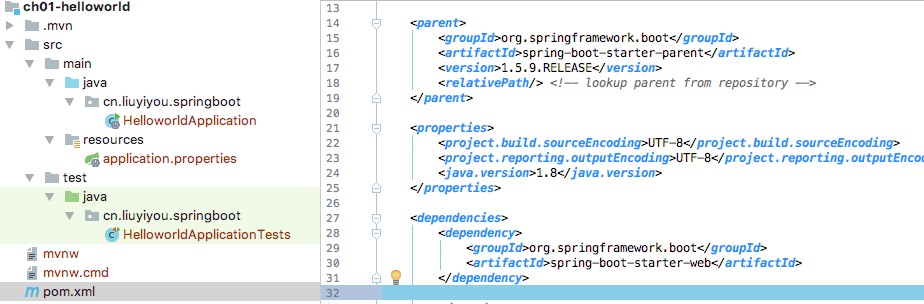 ch01-helloworld
.mvn
src
main
java
cn.liuyiyou.springboot
HelloworldApplication
resources
application.properties
test
java
cn.liuyiyou.springboot
HelloworldApplicationTests
mvnw
mvnw.cmd
pom.xml
13
14 <parent>
15 <groupId>org.springframework.boot</groupId>
16 <artifactId>spring-boot-starter-parent</artifactId>
17 <version>1.5.9.RELEASE</version>
18 <relativePath/> <!-- lookup parent from repository -->
19 </parent>
20
21 <properties>
22 <project.build.sourceEncoding>UTF-8</project.build.sourceEncoding>
23 <project.reporting.outputEncoding>UTF-8</project.reporting.outputEncod
24 <java.version>1.8</java.version>
25 </properties>
26
27 <dependencies>
28 <dependency>
29 <groupId>org.springframework.boot</groupId>
30 <artifactId>spring-boot-starter-web</artifactId>
31 </dependency>
32